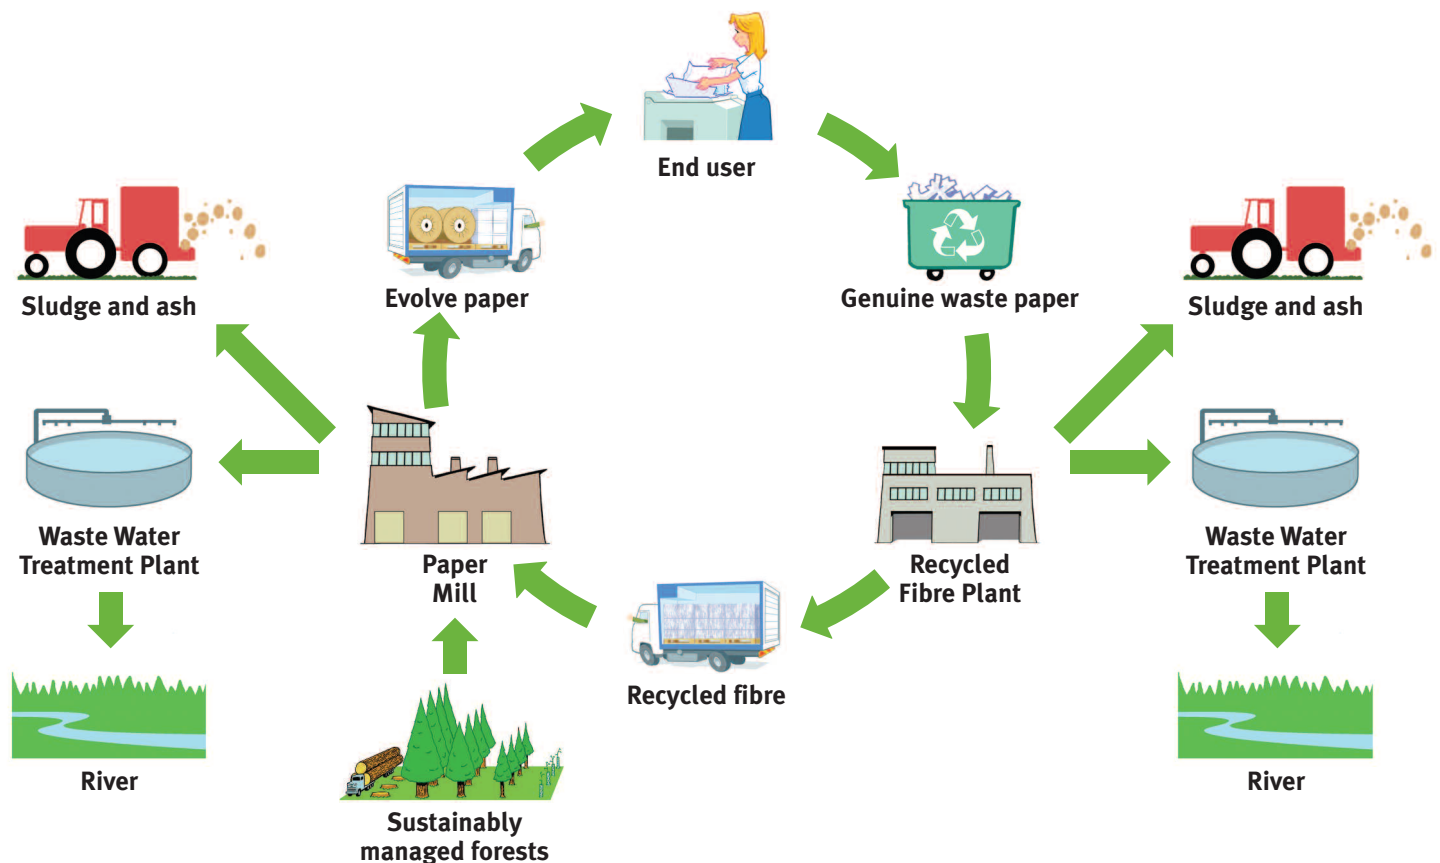 End user
Sludge and ash
Evolve paper
Genuine waste paper
Sludge and ash
Waste Water
Treatment Plant
Paper
Mill
Recycled
Fibre Plant
Waste Water
Treatment Plant
Recycled fibre
River
River
Sustainably
managed forests